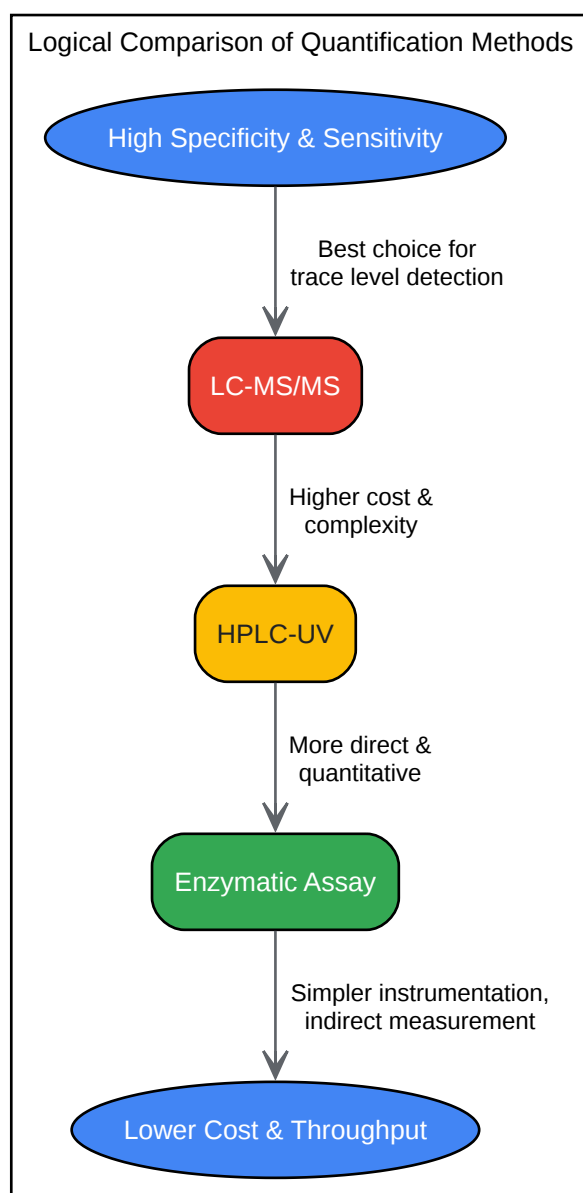 Logical Comparison of Quantification Methods
High Specificity & Sensitivity
Best choice for
trace level detection
LC-MS/MS
Higher cost &
complexity
HPLC-UV
More direct &
quantitative
Enzymatic Assay
Simpler instrumentation,
indirect measurement
Lower Cost & Throughput